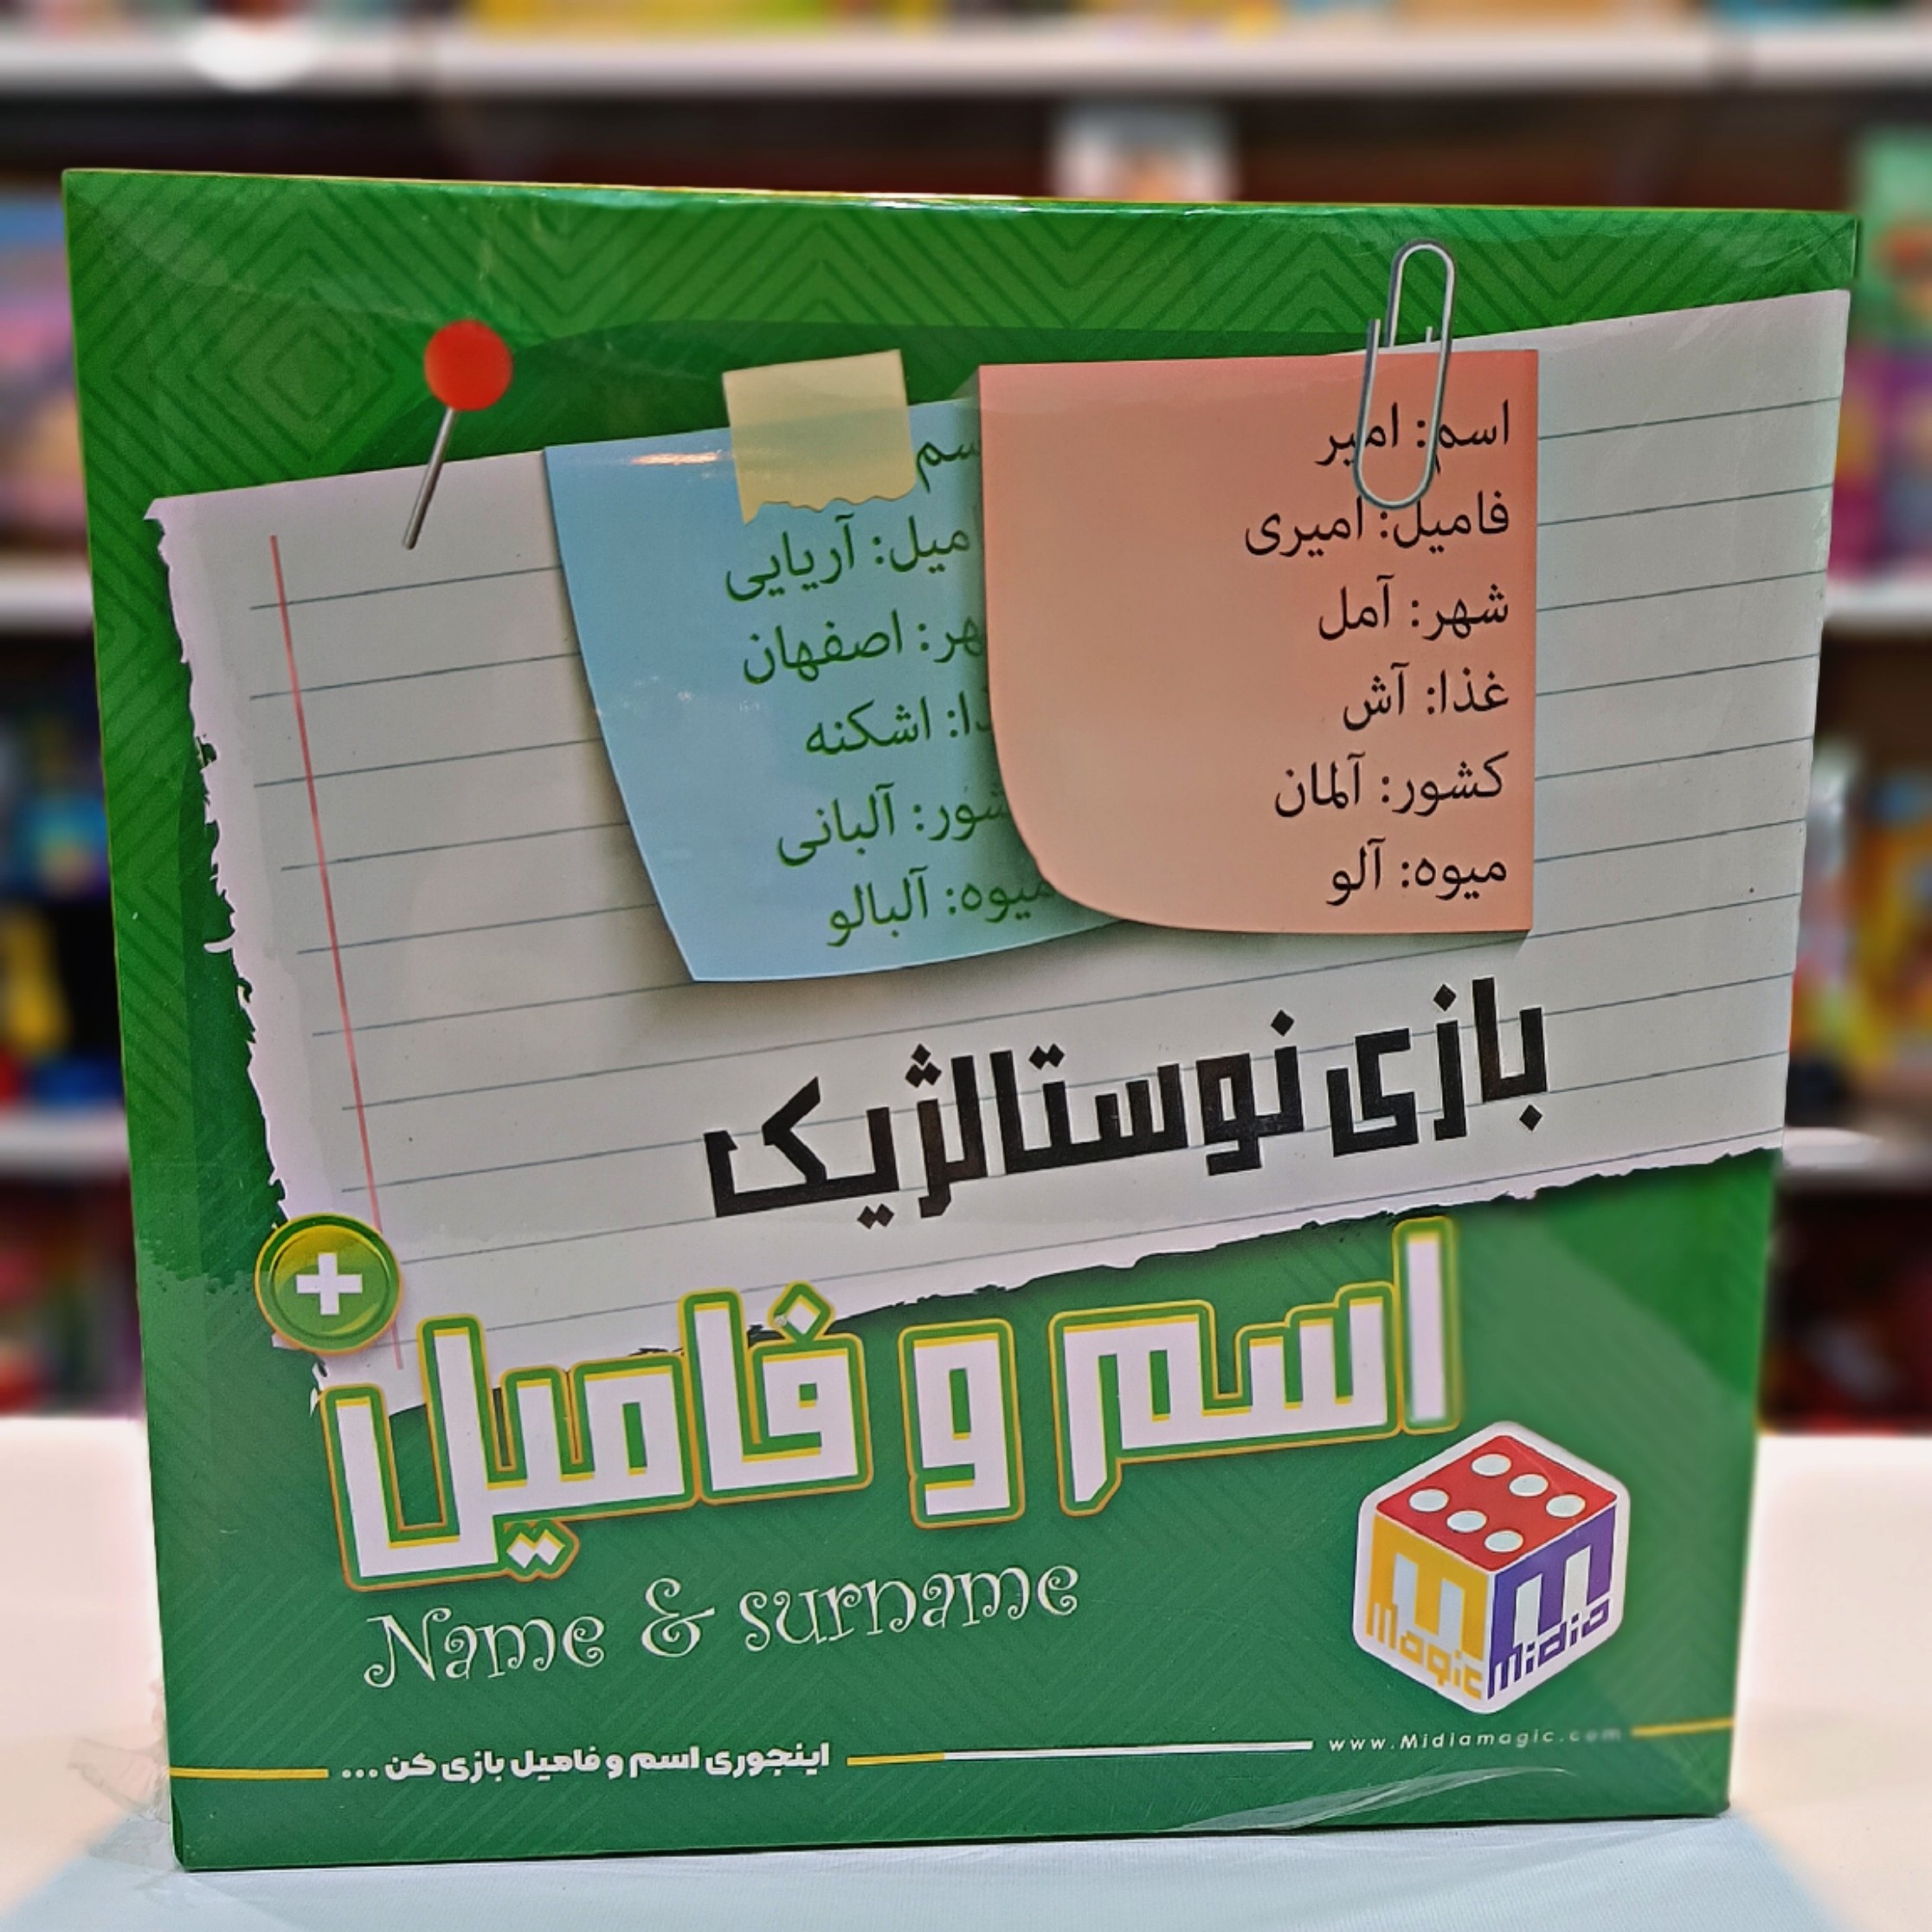 اسم: امیر
فامیل: امیری
شهر: آمل
غذا: آش
کشور: آلمان
میوه: آلو
میل: آریایی
هر: اصفهان
ذا: اشکنه
شور: آلبانی
میوه: آلبالو
بازی نوستالژیک
اسم و فامیل
+
Name & surname
Magic Midia
اینجوری اسم و فامیل بازی کن ...
www.Midiamagic.com